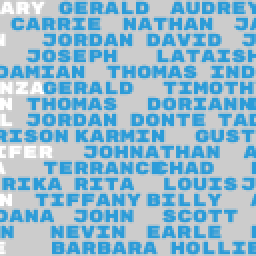 ARY GERALD AUDREY
CARRIE NATHAN JA
N JORDAN DAVID J
JOSEPH LATAISH
DAMIAN THOMAS IND
NZA GERALD TIMOTH
N THOMAS DORIANN
L JORDAN DONTE TAD
RISON KARMIN GUST
IFER JOHNATHAN A
A TERRANCE CHAD
RIKA RITA LOUIS J
N TIFFANY BILLY A
DANA JOHN SCOTT
N NEVIN EARLE
E BARBARA HOLLIE